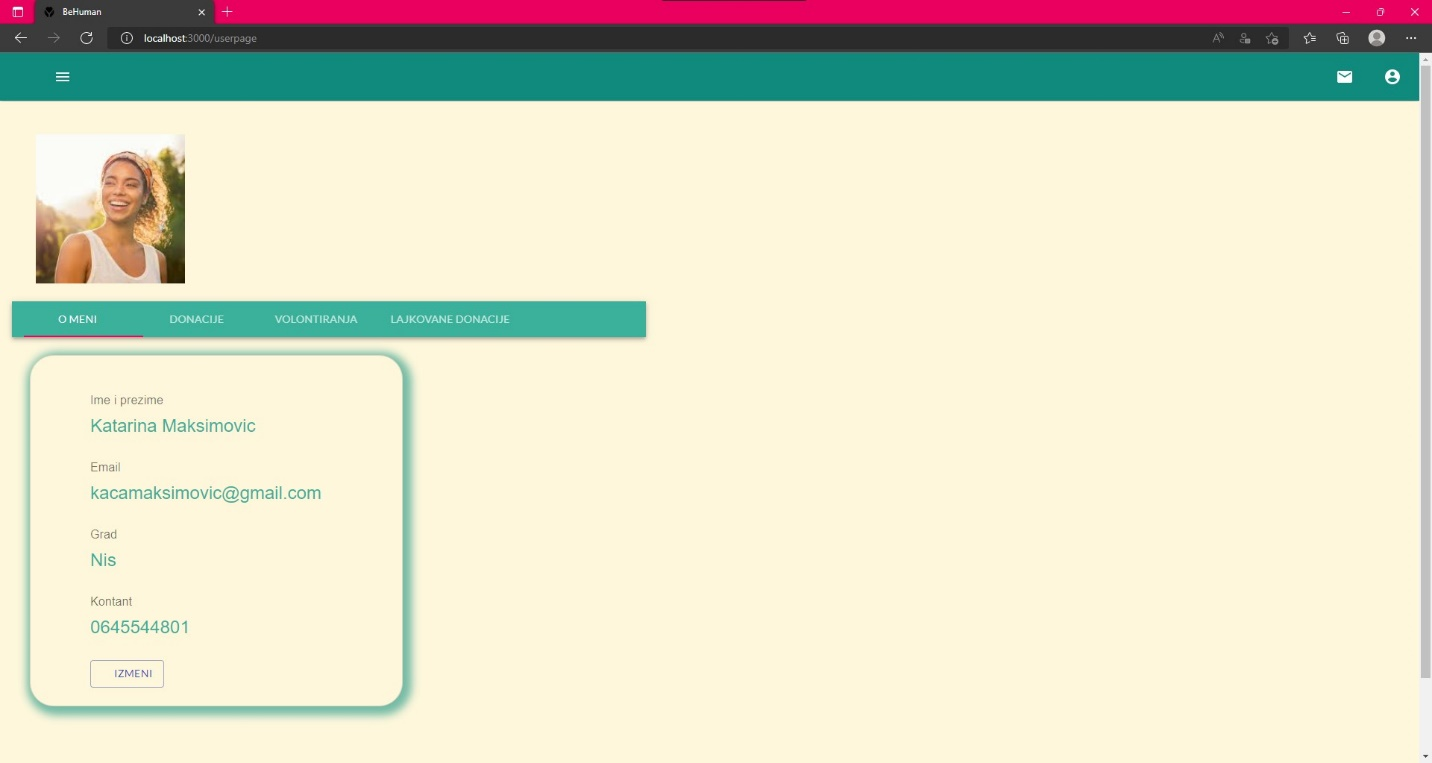 BeHuman
localhost:3000/userpage
O MENI
DONACIJE
VOLONTIRANJA
LAJKOVANE DONACIJE
Ime i prezime
Katarina Maksimovic
Email
kacamaksimovic@gmail.com
Grad
Nis
Kontant
0645544801
IZMENI